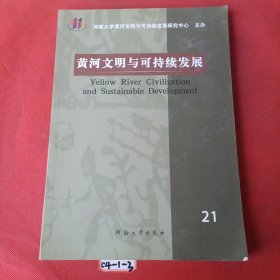 河南大学黄河文明与可持续发展研究中心 主办
黄河文明与可持续发展
Yellow River Civilization
and Sustainable Development
21
河南大学出版社
C4-1-3